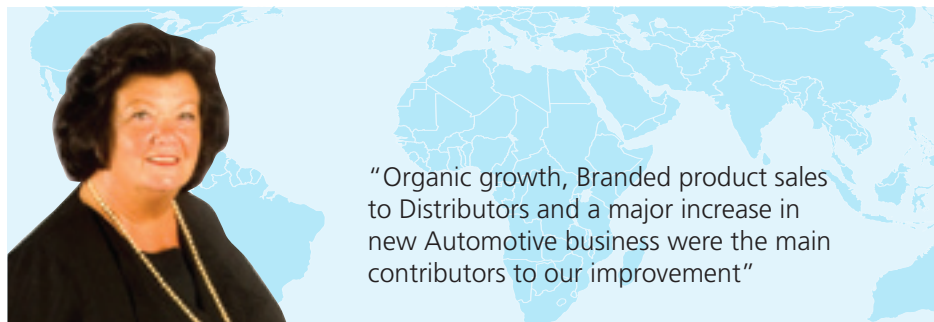 “Organic growth, Branded product sales
to Distributors and a major increase in
new Automotive business were the main
contributors to our improvement”